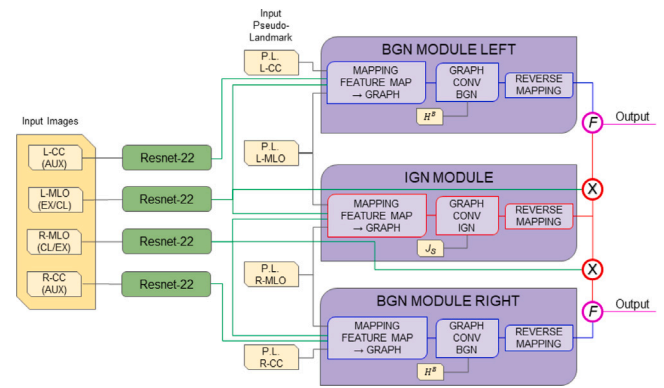 Input
Pseudo-
Landmark
P.L.
L-CC
P.L.
L-MLO
P.L.
R-MLO
P.L.
R-CC
Input Images
L-CC
(AUX)
L-MLO
(EX/CL)
R-MLO
(CL/EX)
R-CC
(AUX)
Resnet-22
Resnet-22
Resnet-22
Resnet-22
BGN MODULE LEFT
MAPPING
FEATURE MAP
→ GRAPH
GRAPH
CONV
BGN
REVERSE
MAPPING
H^g
F
Output
IGN MODULE
MAPPING
FEATURE MAP
→ GRAPH
GRAPH
CONV
IGN
REVERSE
MAPPING
J_S
X
X
BGN MODULE RIGHT
MAPPING
FEATURE MAP
→ GRAPH
GRAPH
CONV
BGN
REVERSE
MAPPING
H^g
F
Output